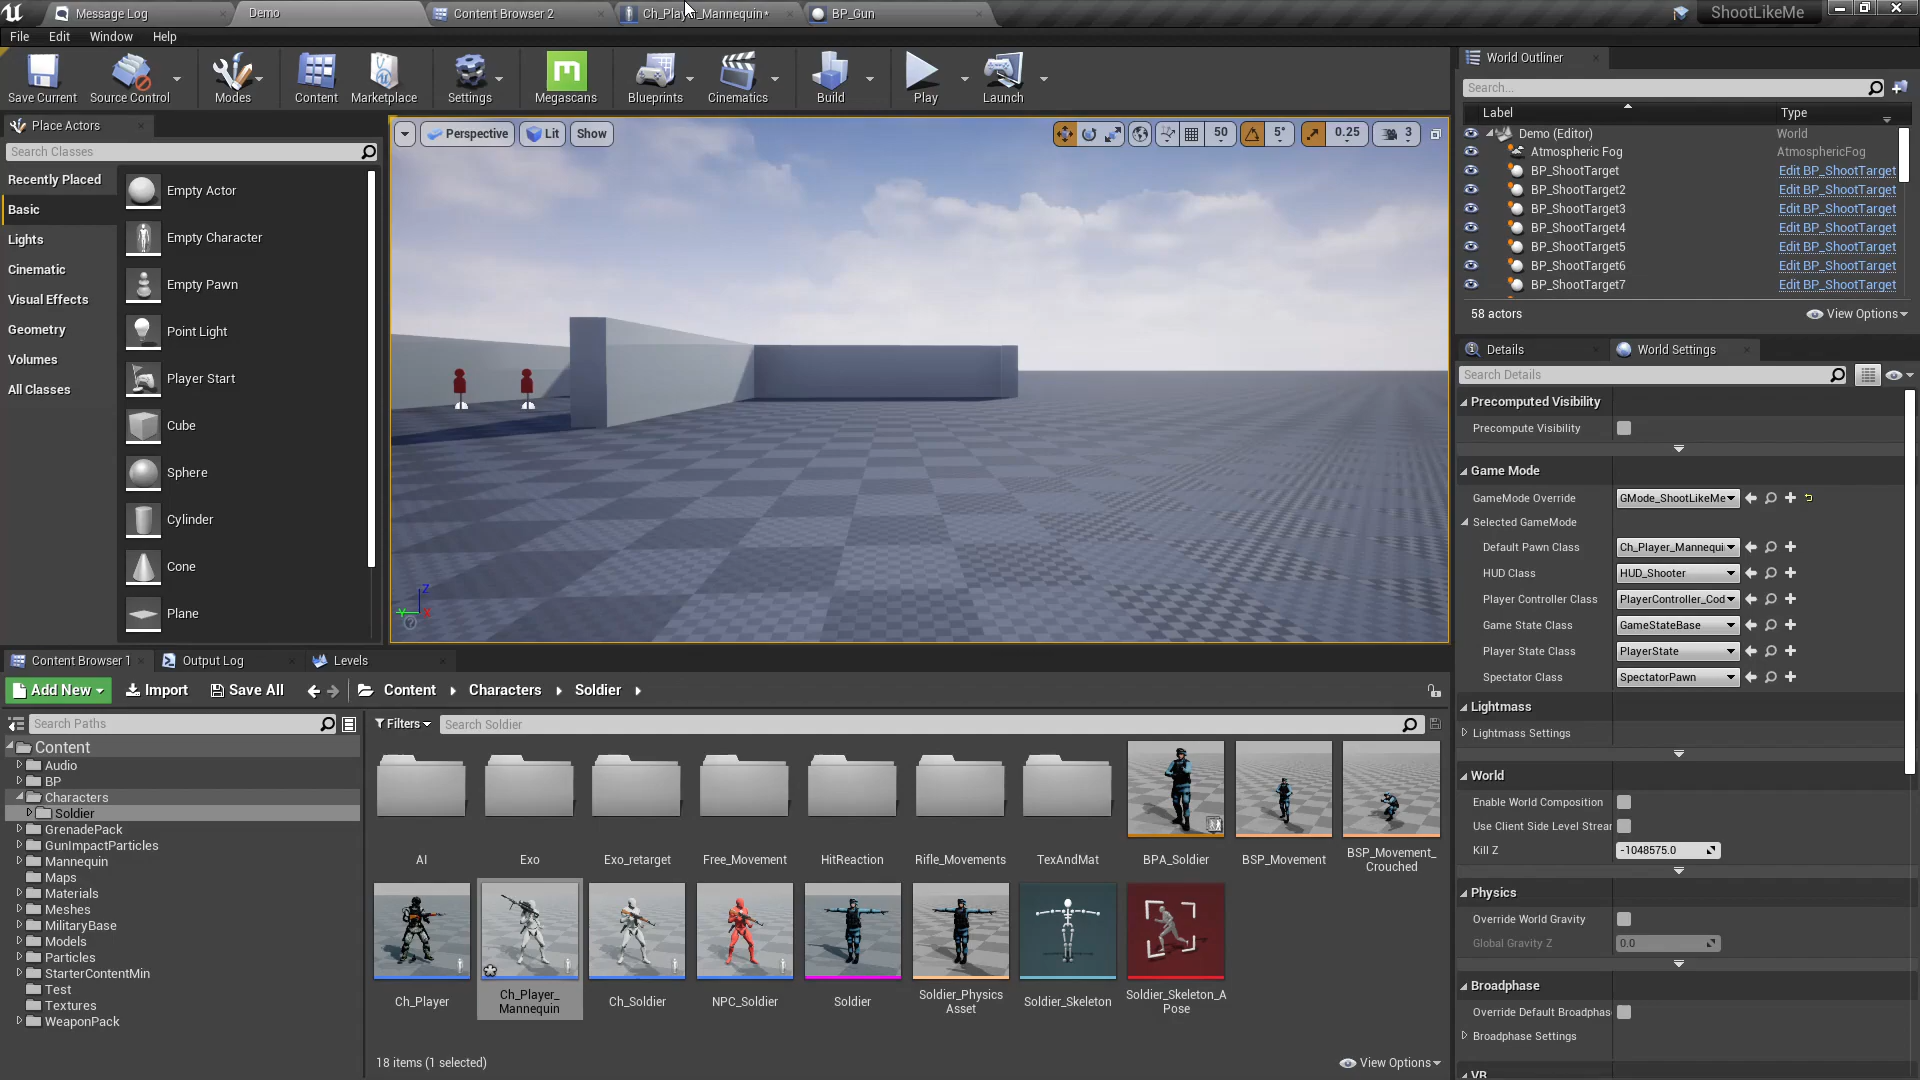 Message Log
Demo
Content Browser 2
Ch_Player_Mannequin*
BP_Gun
ShootLikeMe
File
Edit
Window
Help
Save Current
Source Control
Modes
Content
Marketplace
Settings
Megascans
Blueprints
Cinematics
Build
Play
Launch
Place Actors
Search Classes
Recently Placed
Basic
Lights
Cinematic
Visual Effects
Geometry
Volumes
All Classes
Empty Actor
Empty Character
Empty Pawn
Point Light
Player Start
Cube
Sphere
Cylinder
Cone
Plane
Perspective
Lit
Show
50
5°
0.25
3
Z
Y
World Outliner
Search...
Label
Type
Demo (Editor)
World
Atmospheric Fog
AtmosphericFog
BP_ShootTarget
Edit BP_ShootTarget
BP_ShootTarget2
Edit BP_ShootTarget
BP_ShootTarget3
Edit BP_ShootTarget
BP_ShootTarget4
Edit BP_ShootTarget
BP_ShootTarget5
Edit BP_ShootTarget
BP_ShootTarget6
Edit BP_ShootTarget
BP_ShootTarget7
Edit BP_ShootTarget
58 actors
View Options
Details
World Settings
Search Details
Precomputed Visibility
Precompute Visibility
Game Mode
GameMode Override
GMode_ShootLikeMe
Selected GameMode
Default Pawn Class
Ch_Player_Mannequi
HUD Class
HUD_Shooter
Player Controller Class
PlayerController_Cod
Game State Class
GameStateBase
Player State Class
PlayerState
Spectator Class
SpectatorPawn
Lightmass
Lightmass Settings
World
Enable World Composition
Use Client Side Level Strear
Kill Z
-1048575.0
Physics
Override World Gravity
Global Gravity Z
0.0
Broadphase
Override Default Broadphas
Broadphase Settings
VR
Content Browser 1
Output Log
Levels
Add New
Import
Save All
Content
Characters
Soldier
Search Paths
Filters
Search Soldier
Content
Audio
BP
Characters
Soldier
GrenadePack
GunImpactParticles
Mannequin
Maps
Materials
Meshes
MilitaryBase
Models
Particles
StarterContentMin
Test
Textures
WeaponPack
AI
Exo
Exo_retarget
Free_Movement
HitReaction
Rifle_Movements
TexAndMat
BPA_Soldier
BSP_Movement
BSP_Movement_
Crouched
Ch_Player
Ch_Player_
Mannequin
Ch_Soldier
NPC_Soldier
Soldier
Soldier_Physics
Asset
Soldier_Skeleton
Soldier_Skeleton_A
Pose
18 items (1 selected)
View Options